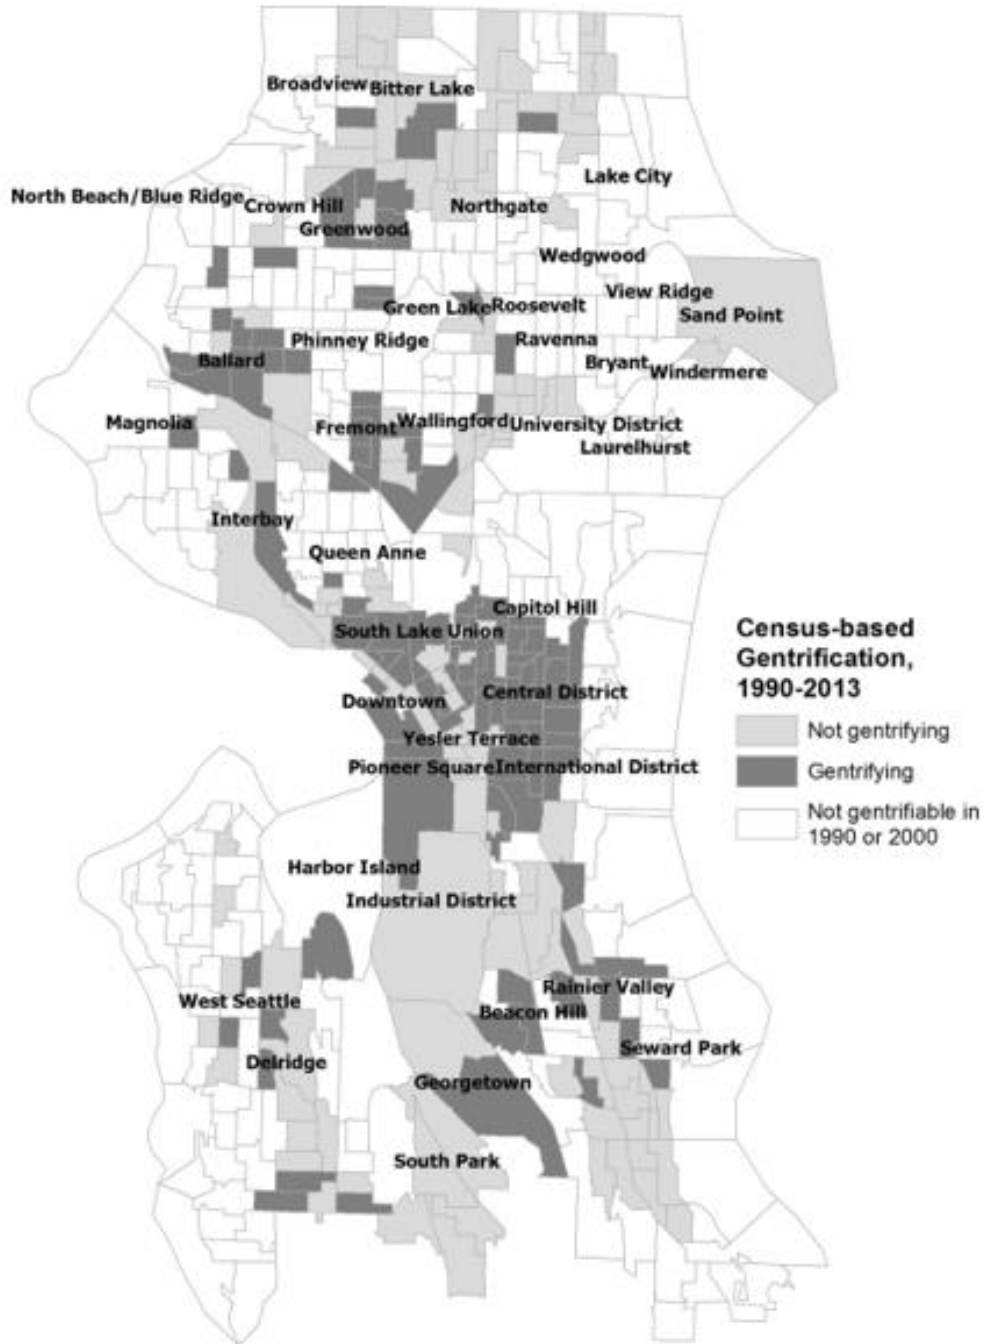 Broadview
Bitter Lake
Lake City
North Beach/Blue Ridge
Crown Hill
Northgate
Greenwood
Wedgwood
View Ridge
Green Lake
Roosevelt
Sand Point
Phinney Ridge
Ravenna
Ballard
Bryant
Windermere
Magnolia
Fremont
Wallingford
University District
Laurelhurst
Interbay
Queen Anne
Capitol Hill
South Lake Union
Central District
Downtown
Yesler Terrace
Pioneer Square
International District
Harbor Island
Industrial District
Rainier Valley
West Seattle
Beacon Hill
Seward Park
Delridge
Georgetown
South Park
Census-based
Gentrification,
1990-2013
Not gentrifying
Gentrifying
Not gentrifiable in
1990 or 2000